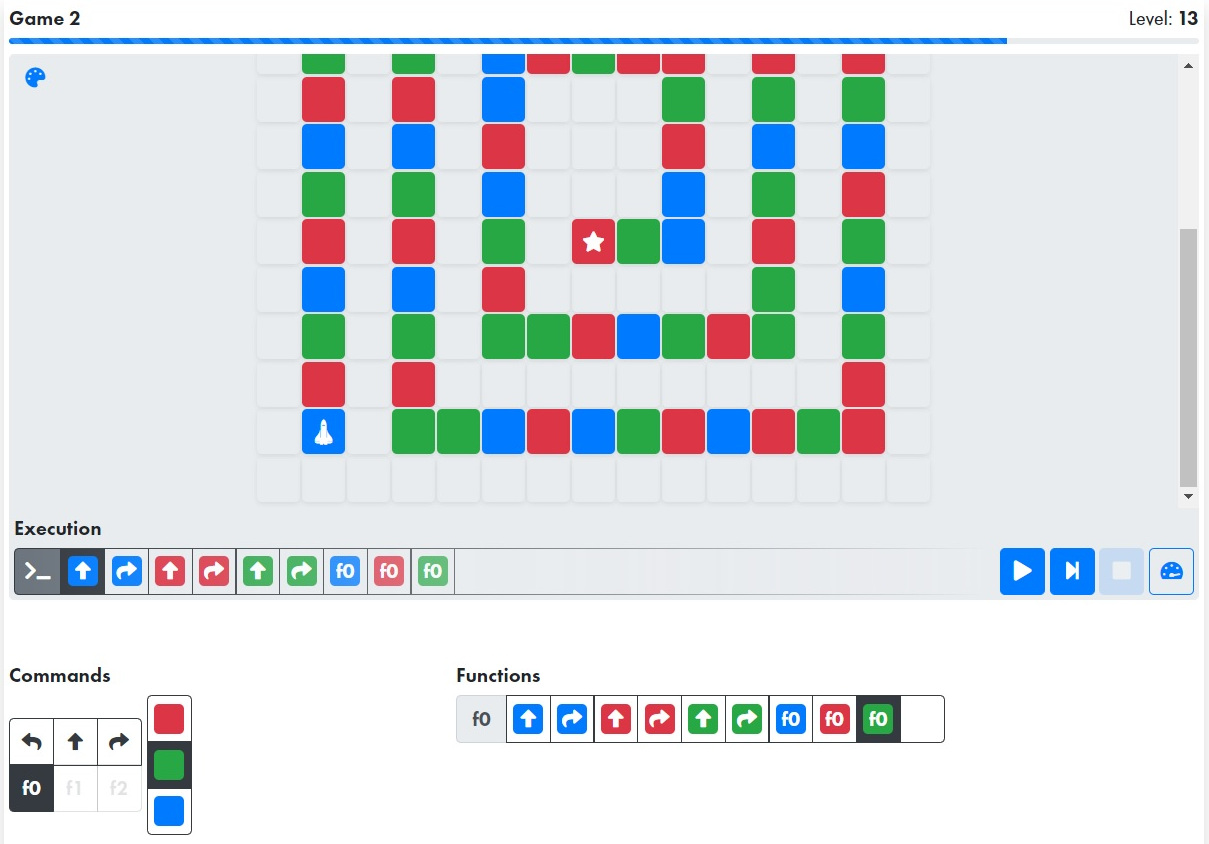 Game 2
Level: 13
Execution
f0 f0 f0
Commands
Functions
f0 f1 f2
f0 f0 f0 f0